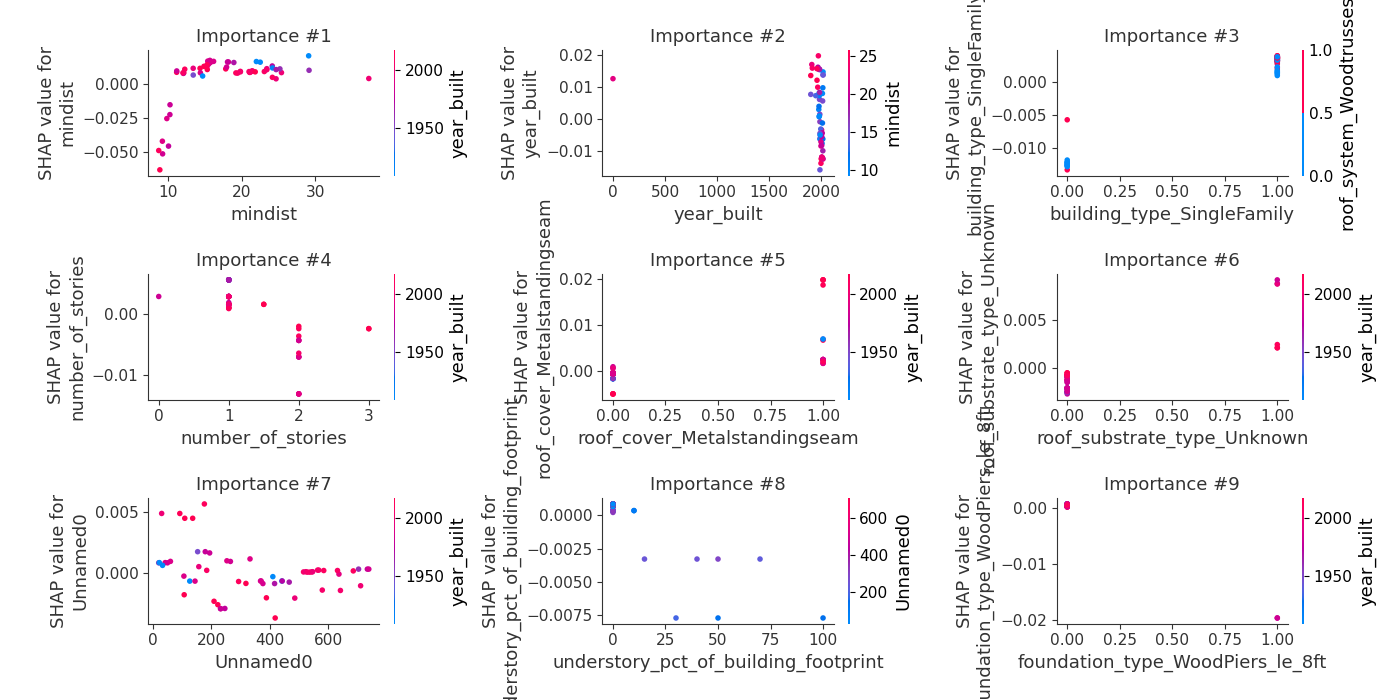 Importance #1
SHAP value for
mindist
0.000
−0.025
−0.050
10
20
30
mindist
2000
1950
year_built
Importance #2
SHAP value for
year_built
0.02
0.01
0.00
−0.01
0
500
1000
1500
2000
year_built
25
20
15
10
mindist
Importance #3
SHAP value for
building_type_SingleFamily
0.000
−0.005
−0.010
0.00
0.25
0.50
0.75
1.00
building_type_SingleFamily
1.0
0.5
0.0
roof_system_Woodtrusses
Importance #4
SHAP value for
number_of_stories
0.00
−0.01
0
1
2
3
number_of_stories
2000
1950
year_built
Importance #5
SHAP value for
roof_cover_Metalstandingseam
0.02
0.01
0.00
0.00
0.25
0.50
0.75
1.00
roof_cover_Metalstandingseam
2000
1950
year_built
Importance #6
SHAP value for
roof_substrate_type_Unknown
0.005
0.000
0.00
0.25
0.50
0.75
1.00
roof_substrate_type_Unknown
2000
1950
year_built
Importance #7
SHAP value for
Unnamed0
0.005
0.000
0
200
400
600
Unnamed0
2000
1950
year_built
Importance #8
SHAP value for
derstory_pct_of_building_footprint
0.0000
−0.0025
−0.0050
−0.0075
0
25
50
75
100
understory_pct_of_building_footprint
600
400
200
Unnamed0
Importance #9
SHAP value for
undation_type_WoodPiers_le_8ft
0.00
−0.01
−0.02
0.00
0.25
0.50
0.75
1.00
foundation_type_WoodPiers_le_8ft
2000
1950
year_built